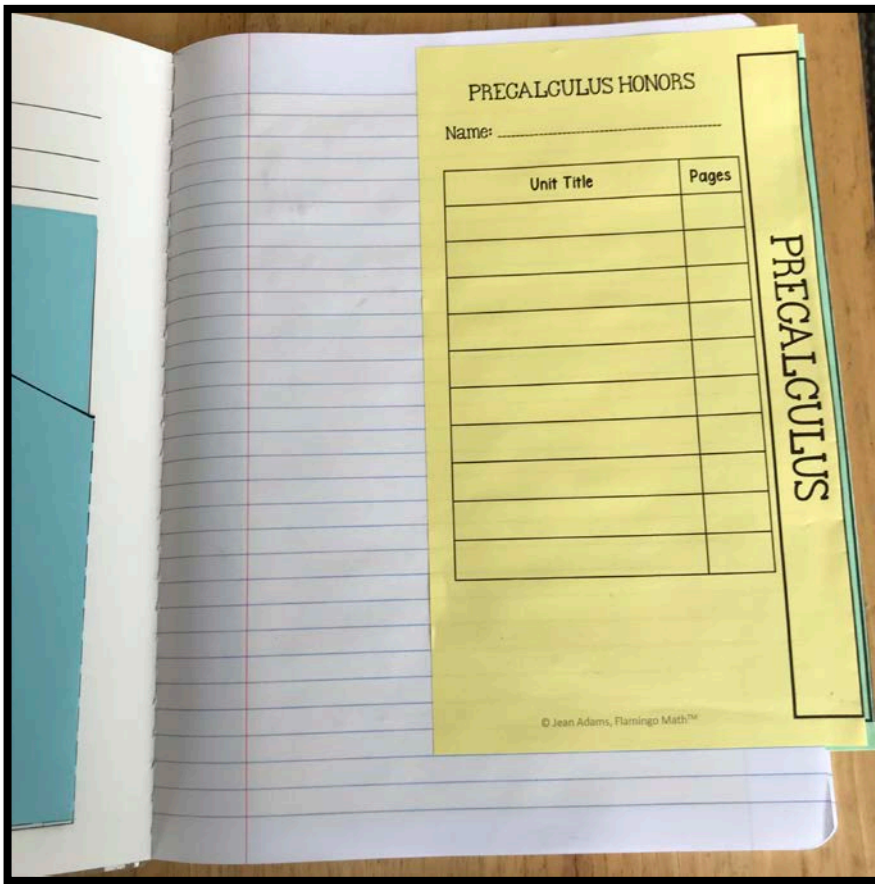 PRECALCULUS HONORS
Name:
Unit Title Pages
PRECALCULUS
© Jean Adams, Flamingo Math™